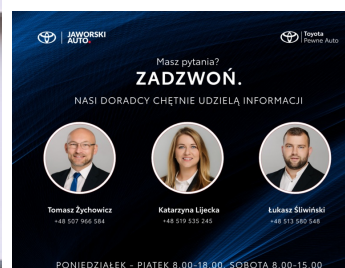 JAWORSKI
AUTO.
Toyota
Pewne Auto
Masz pytania?
ZADZWOŃ.
NASI DORADCY CHĘTNIE UDZIELĄ INFORMACJI
Tomasz Żychowicz
Katarzyna Lijecka
Łukasz Śliwiński
+48 507 966 584
+48 519 535 245
+48 513 580 548
PONIEDZIAŁEK - PIĄTEK 8.00-18.00, SOBOTA 8.00-15.00